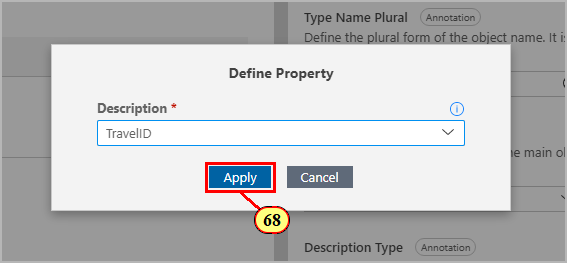 Type Name Plural Annotation
Define the plural form of the object name. It is
Define Property
Description *
TravelID
the main ol
Apply Cancel
68
Description Type Annotation